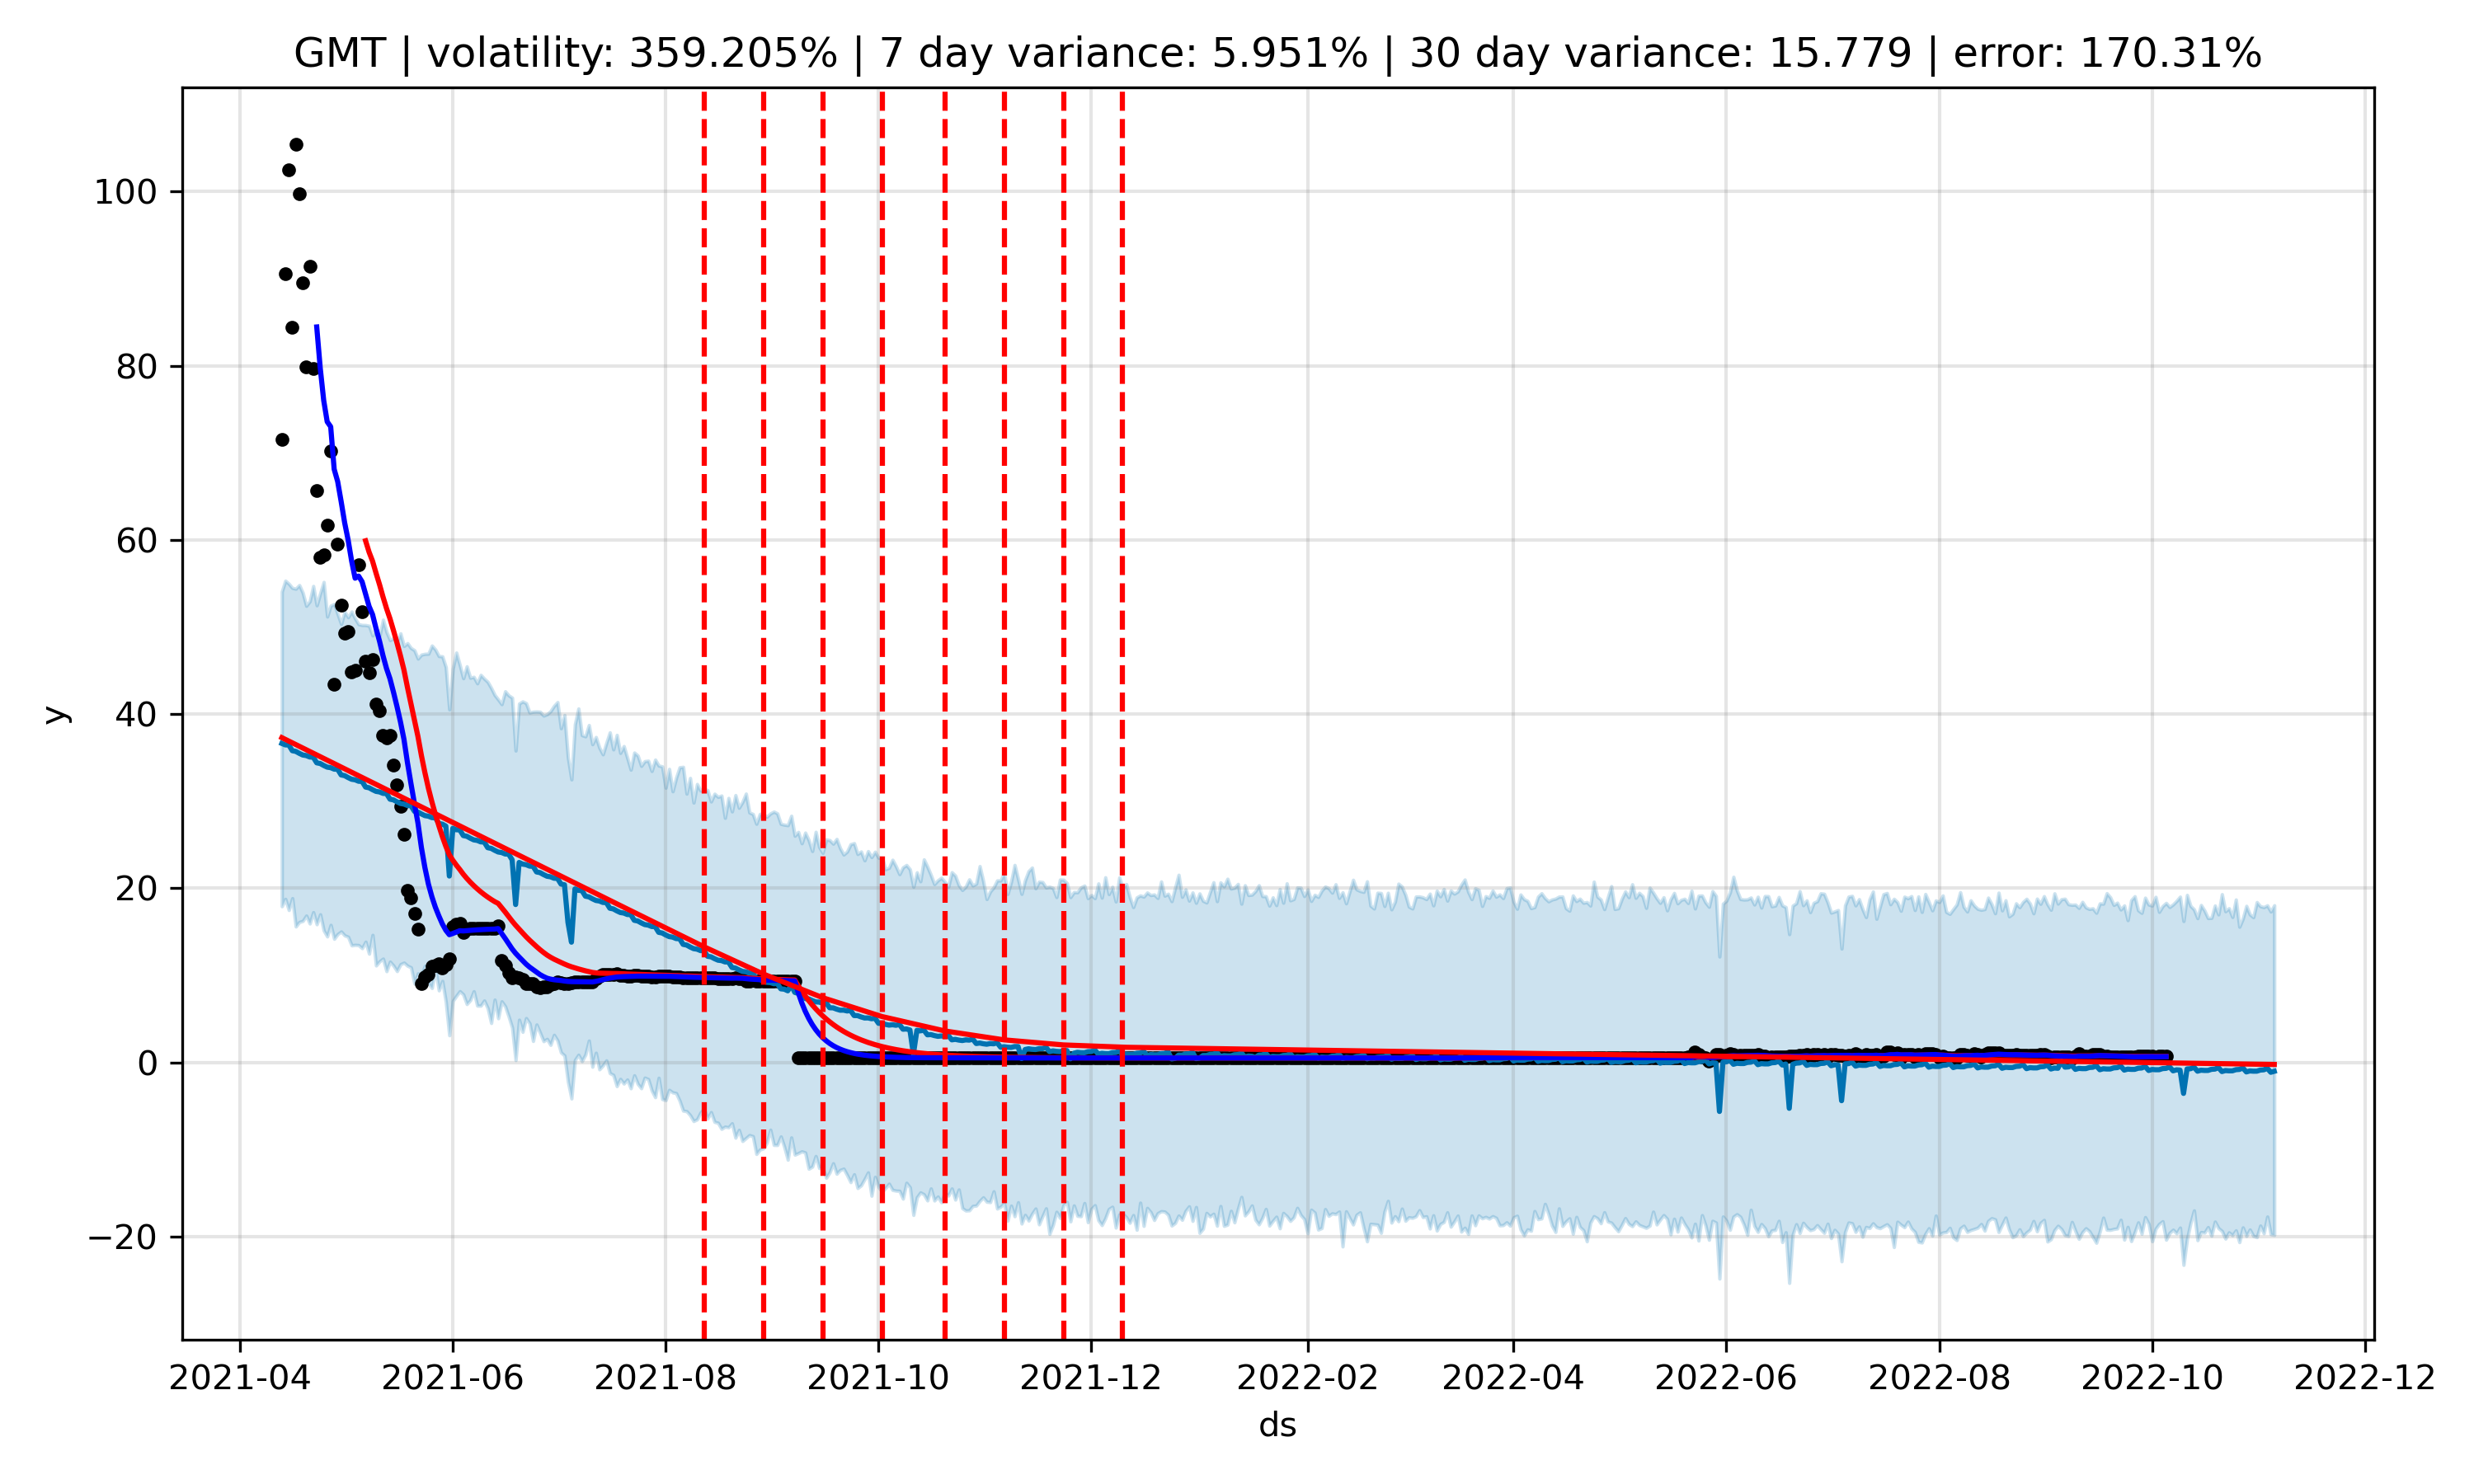 GMT | volatility: 359.205% | 7 day variance: 5.951% | 30 day variance: 15.779 | error: 170.31%
100
80
60
40
20
0
−20
y
2021-04 2021-06 2021-08 2021-10 2021-12 2022-02 2022-04 2022-06 2022-08 2022-10 2022-12
ds